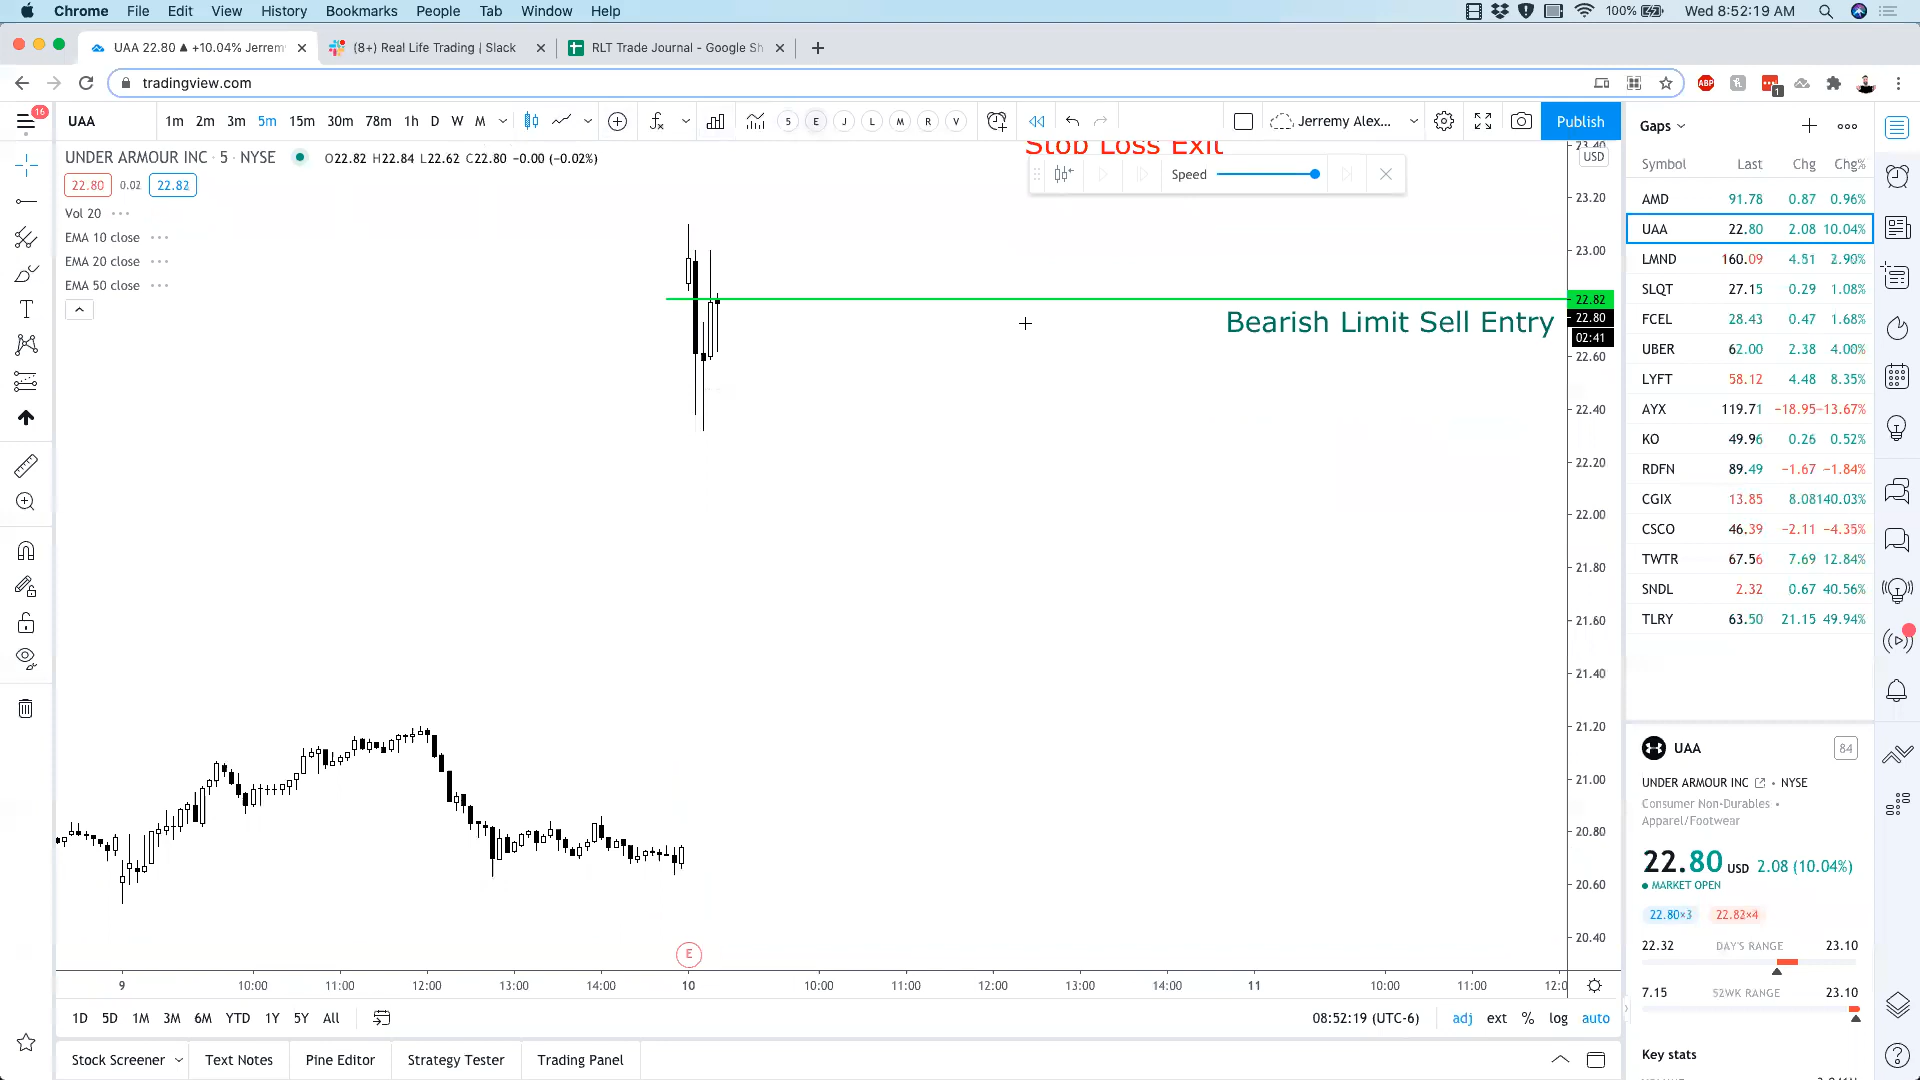 Chrome File Edit View History Bookmarks People Tab Window Help 100% Wed 8:52:19 AM
UAA 22.80 ▲ +10.04% Jerrem (8+) Real Life Trading | Slack RLT Trade Journal - Google Sh
tradingview.com ABP 1
16 UAA 1m 2m 3m 5m 15m 30m 78m 1h D W M 5 E J L M R V Jerremy Alex... Publish
UNDER ARMOUR INC · 5 · NYSE O22.82 H22.84 L22.62 C22.80 −0.00 (−0.02%)
22.80 0.02 22.82
Vol 20
EMA 10 close
EMA 20 close
EMA 50 close
Stop Loss Exit
Speed
Bearish Limit Sell Entry
23.40
USD
23.20
23.00
22.82
22.80
02:41
22.60
22.40
22.20
22.00
21.80
21.60
21.40
21.20
21.00
20.80
20.60
20.40
E
9 10:00 11:00 12:00 13:00 14:00 10 10:00 11:00 12:00 13:00 14:00 11 10:00 11:00 12:0
1D 5D 1M 3M 6M YTD 1Y 5Y All 08:52:19 (UTC-6) adj ext % log auto
Stock Screener Text Notes Pine Editor Strategy Tester Trading Panel
Gaps
Symbol Last Chg Chg%
AMD 91.78 0.87 0.96%
UAA 22.80 2.08 10.04%
LMND 160.09 4.51 2.90%
SLQT 27.15 0.29 1.08%
FCEL 28.43 0.47 1.68%
UBER 62.00 2.38 4.00%
LYFT 58.12 4.48 8.35%
AYX 119.71 −18.95 −13.67%
KO 49.96 0.26 0.52%
RDFN 89.49 −1.67 −1.84%
CGIX 13.85 8.08 140.03%
CSCO 46.39 −2.11 −4.35%
TWTR 67.56 7.69 12.84%
SNDL 2.32 0.67 40.56%
TLRY 63.50 21.15 49.94%
UAA 84
UNDER ARMOUR INC • NYSE
Consumer Non-Durables •
Apparel/Footwear
22.80 USD 2.08 (10.04%)
MARKET OPEN
22.80×3 22.83×4
22.32 DAY'S RANGE 23.10
7.15 52WK RANGE 23.10
Key stats